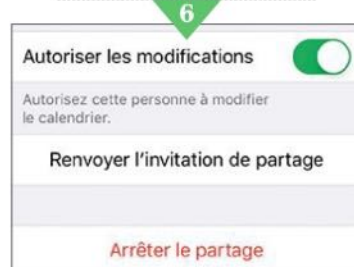 6
Autoriser les modifications
Autorisez cette personne à modifier
le calendrier.
Renvoyer l'invitation de partage
Arrêter le partage